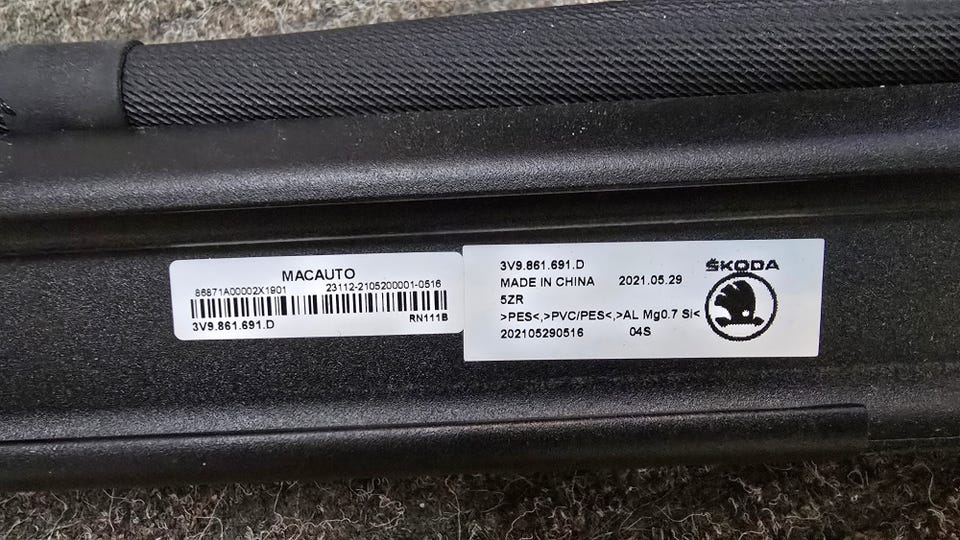 MACAUTO
86871A00002X1901 23112-2105200001-0516
3V9.861.691.D RN111B
3V9.861.691.D
MADE IN CHINA 2021.05.29
5ZR
>PES<,>PVC/PES<,>AL Mg0.7 Si<
202105290516 04S
ŠKODA